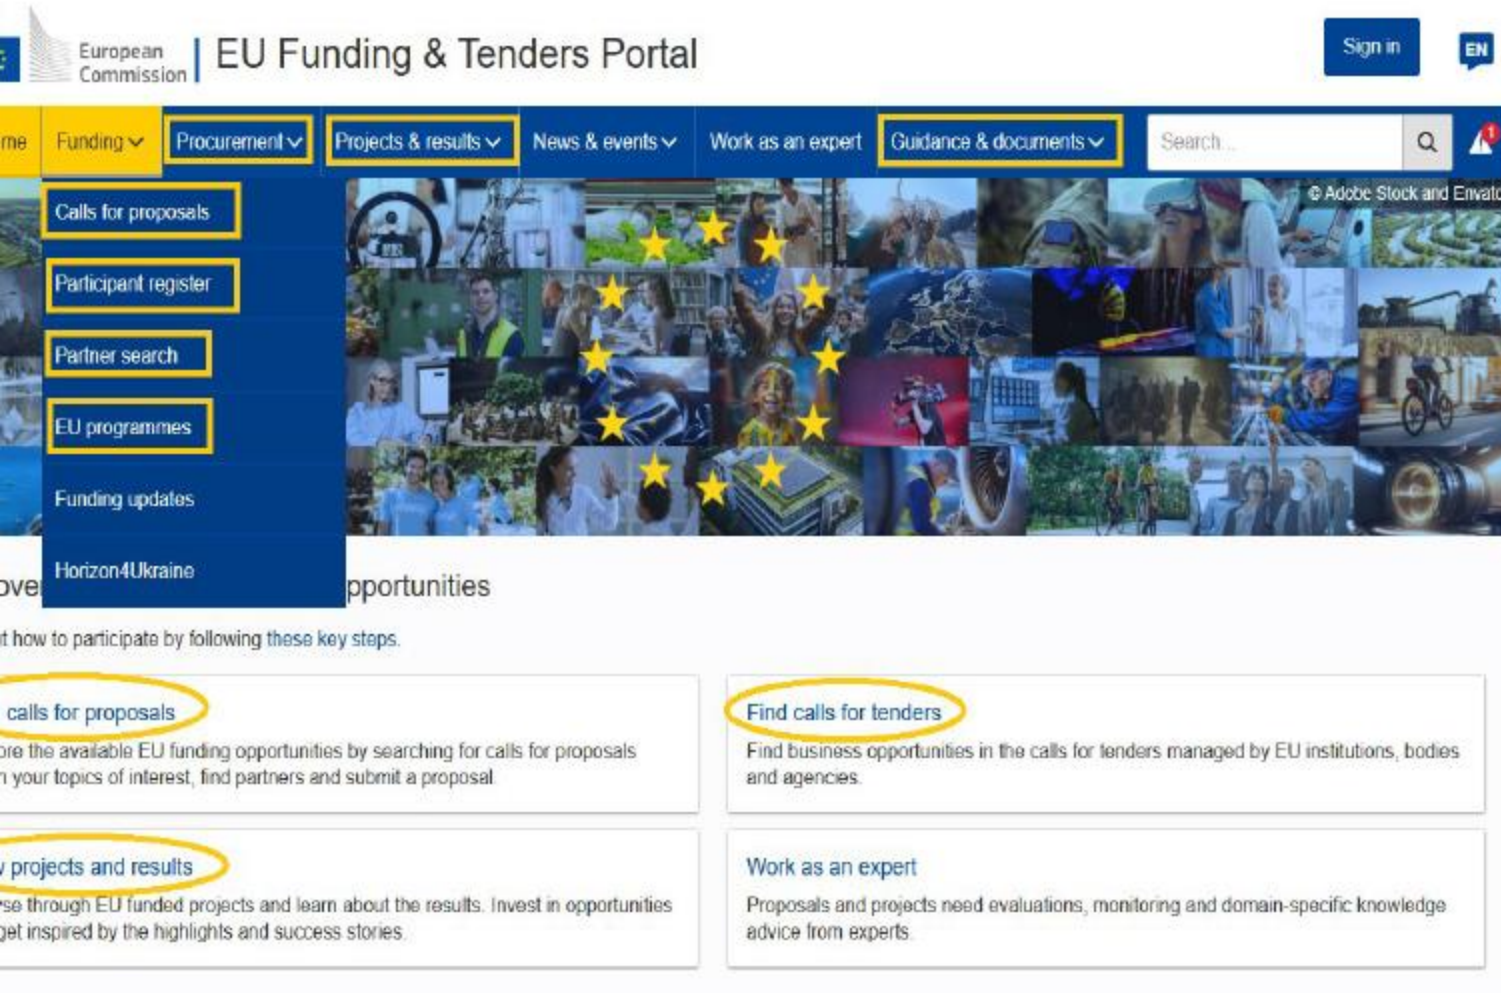 European
Commission
EU Funding & Tenders Portal
Sign in
EN
me
Funding
Procurement
Projects & results
News & events
Work as an expert
Guidance & documents
Search...
1
© Adobe Stock and Envato
Calls for proposals
Participant register
Partner search
EU programmes
Funding updates
Horizon4Ukraine
over
pportunities
t how to participate by following these key steps.
calls for proposals
ore the available EU funding opportunities by searching for calls for proposals
n your topics of interest, find partners and submit a proposal.
Find calls for tenders
Find business opportunities in the calls for tenders managed by EU institutions, bodies
and agencies.
w projects and results
rse through EU funded projects and learn about the results. Invest in opportunities
get inspired by the highlights and success stories.
Work as an expert
Proposals and projects need evaluations, monitoring and domain-specific knowledge
advice from experts.